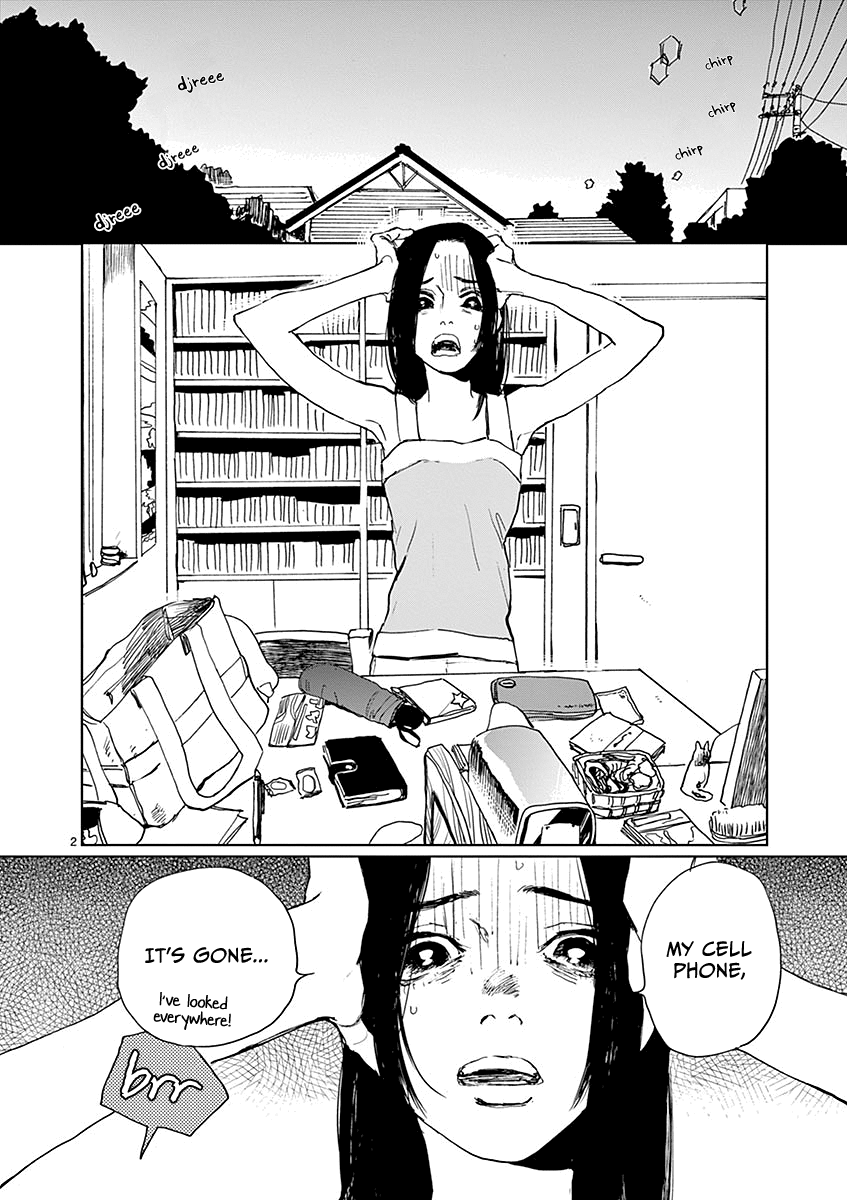 chirp
chirp
chirp
djreee
djreee
djreee
MY CELL
PHONE,
IT'S GONE...
I've looked
everywhere!
brr
2